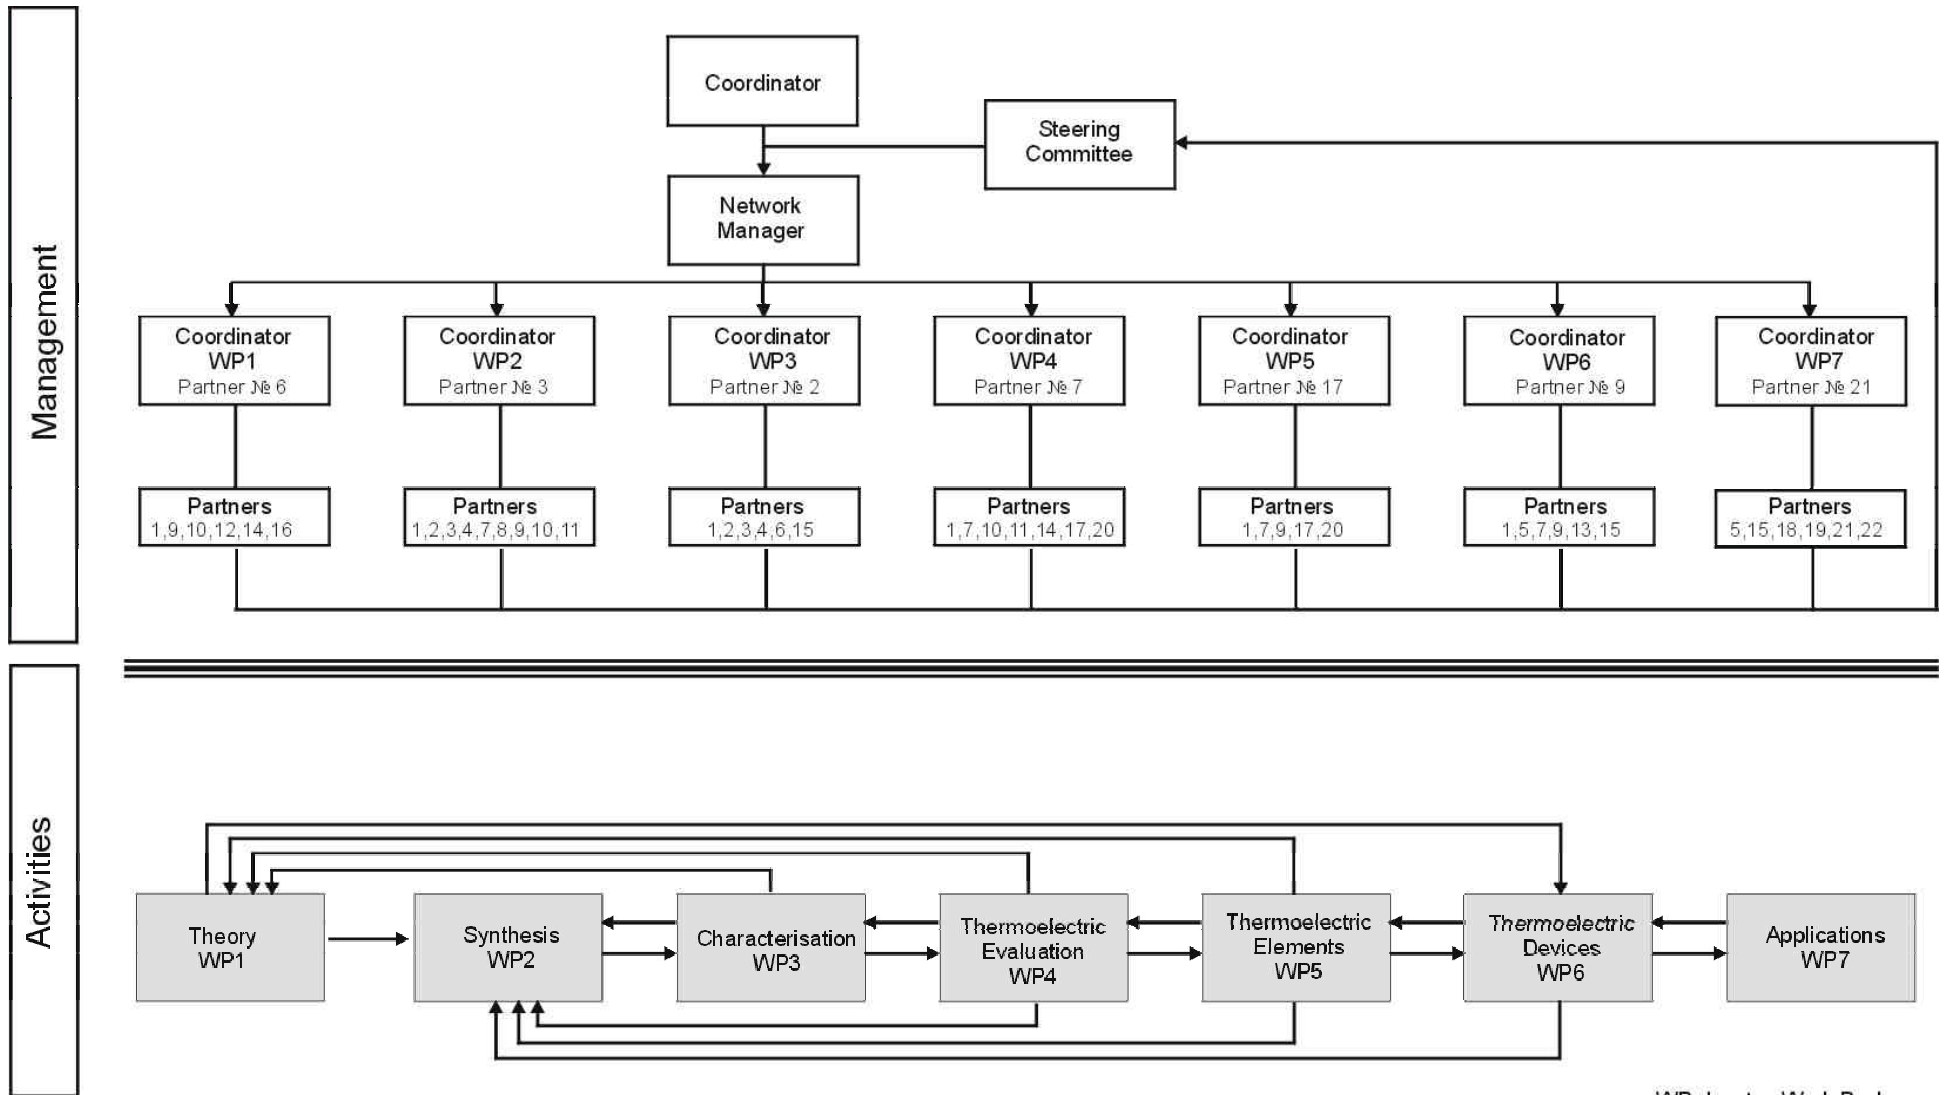 Management
Coordinator
Steering
Committee
Network
Manager
Coordinator
WP1
Partner № 6
Coordinator
WP2
Partner № 3
Coordinator
WP3
Partner № 2
Coordinator
WP4
Partner № 7
Coordinator
WP5
Partner № 17
Coordinator
WP6
Partner № 9
Coordinator
WP7
Partner № 21
Partners
1,9,10,12,14,16
Partners
1,2,3,4,7,8,9,10,11
Partners
1,2,3,4,6,15
Partners
1,7,10,11,14,17,20
Partners
1,7,9,17,20
Partners
1,5,7,9,13,15
Partners
5,15,18,19,21,22
Activities
Theory
WP1
Synthesis
WP2
Characterisation
WP3
Thermoelectric
Evaluation
WP4
Thermoelectric
Elements
WP5
Thermoelectric
Devices
WP6
Applications
WP7